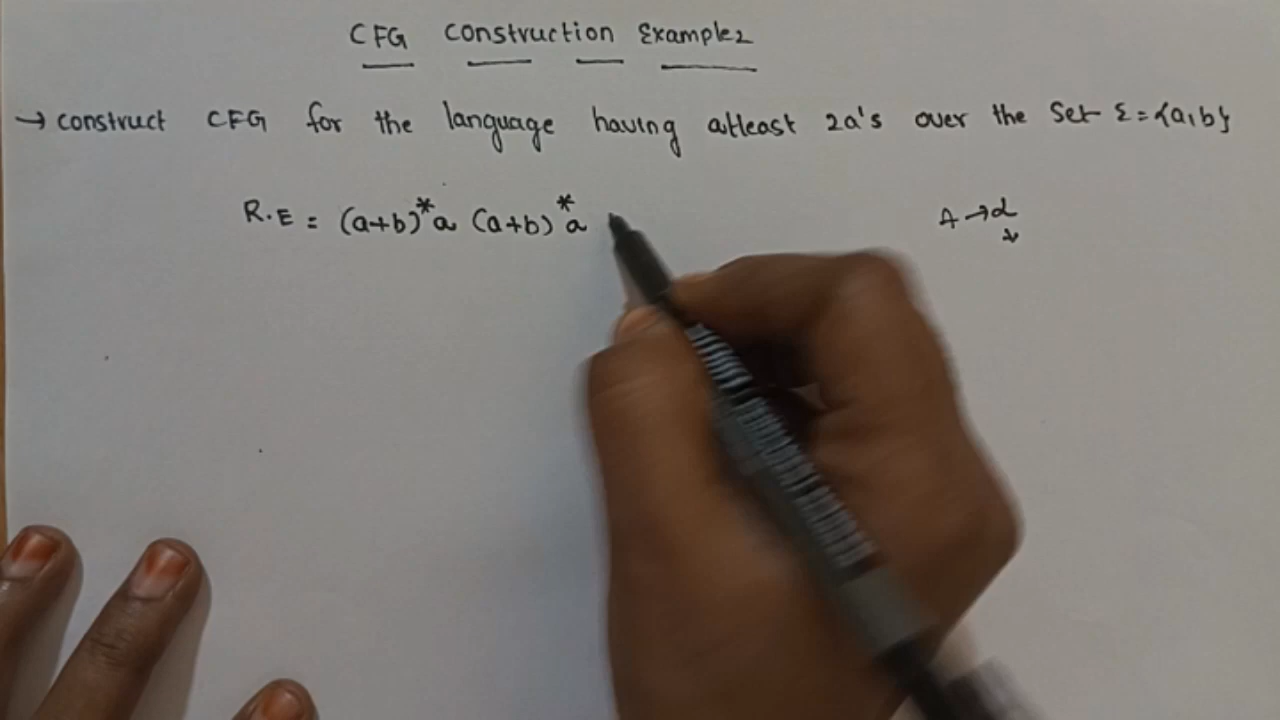 CFG construction Example2
→ construct CFG for the language having atleast 2a's over the Set Σ = {a,b}
R.E = (a+b)* a (a+b)* a
A → α